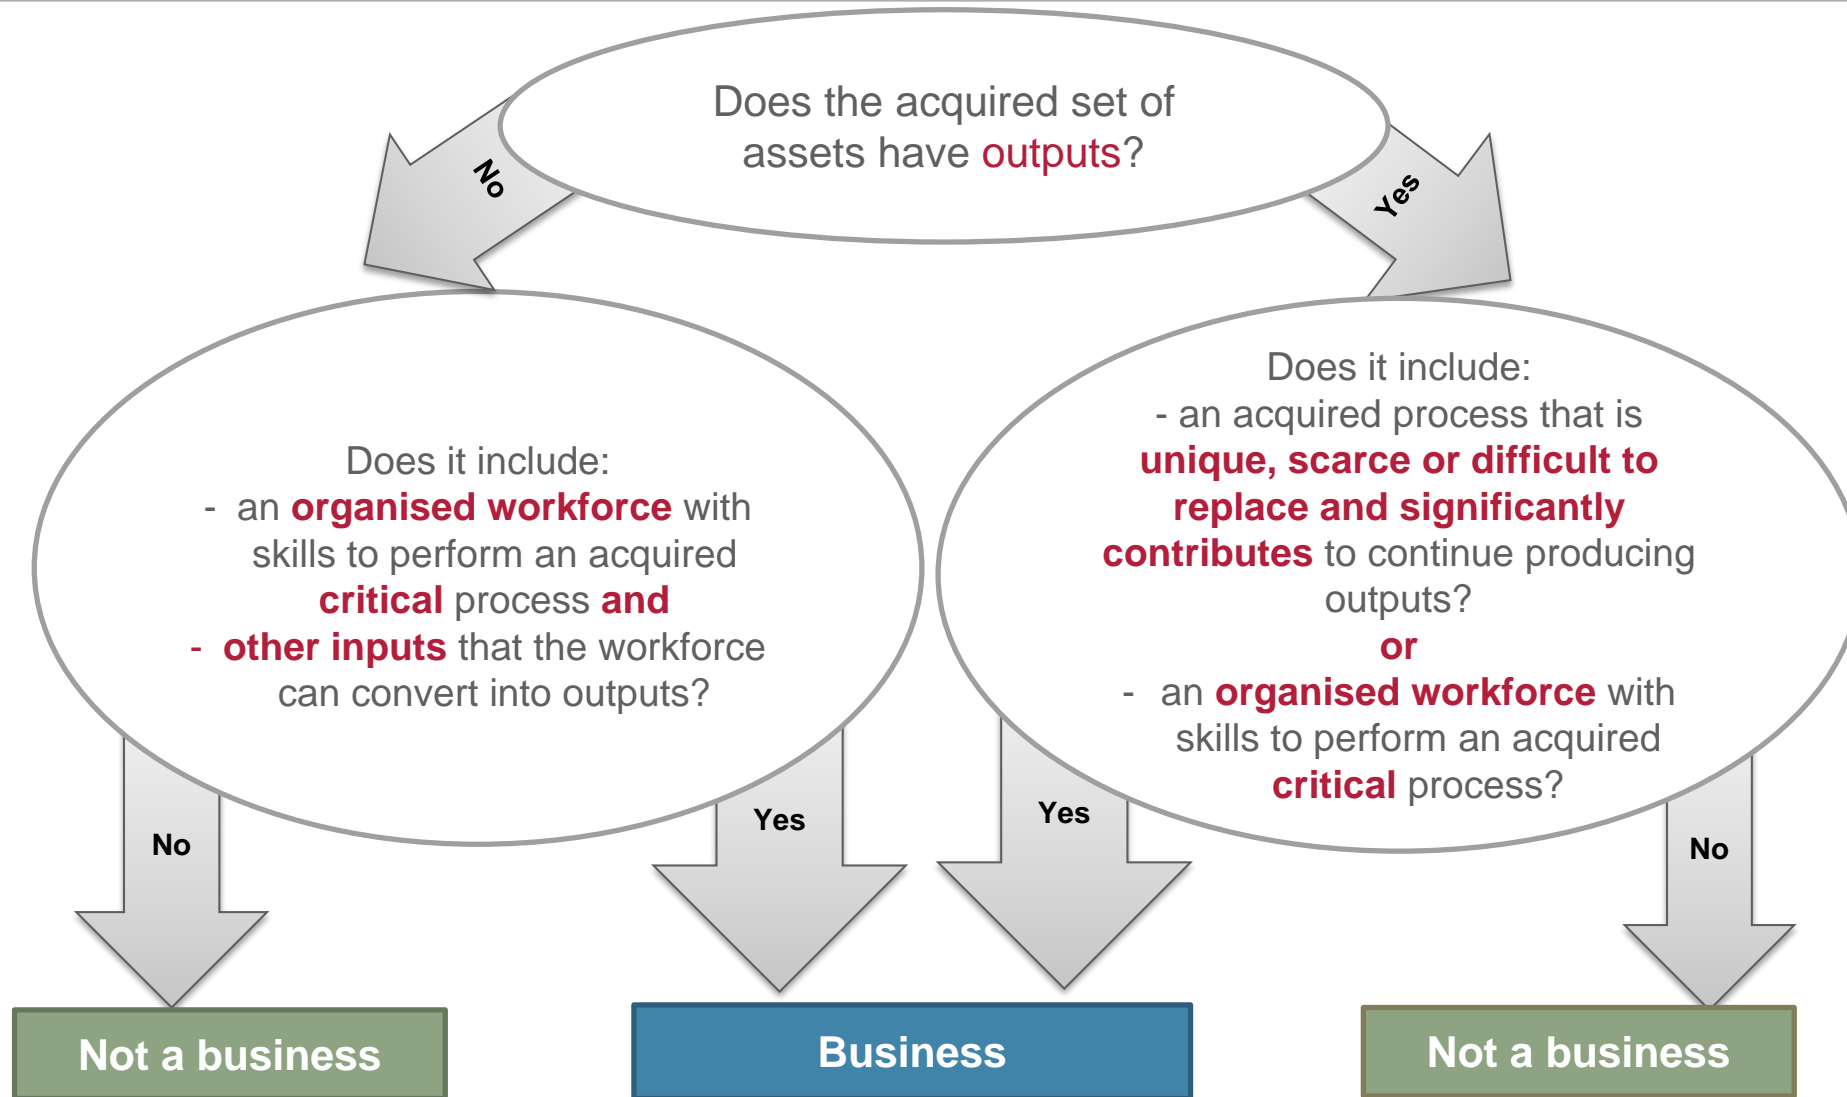 Does the acquired set of
assets have outputs?
No
Yes
Does it include:
- an organised workforce with
skills to perform an acquired
critical process and
- other inputs that the workforce
can convert into outputs?
Does it include:
- an acquired process that is
unique, scarce or difficult to
replace and significantly
contributes to continue producing
outputs?
or
- an organised workforce with
skills to perform an acquired
critical process?
No
Yes
Yes
No
Not a business
Business
Not a business